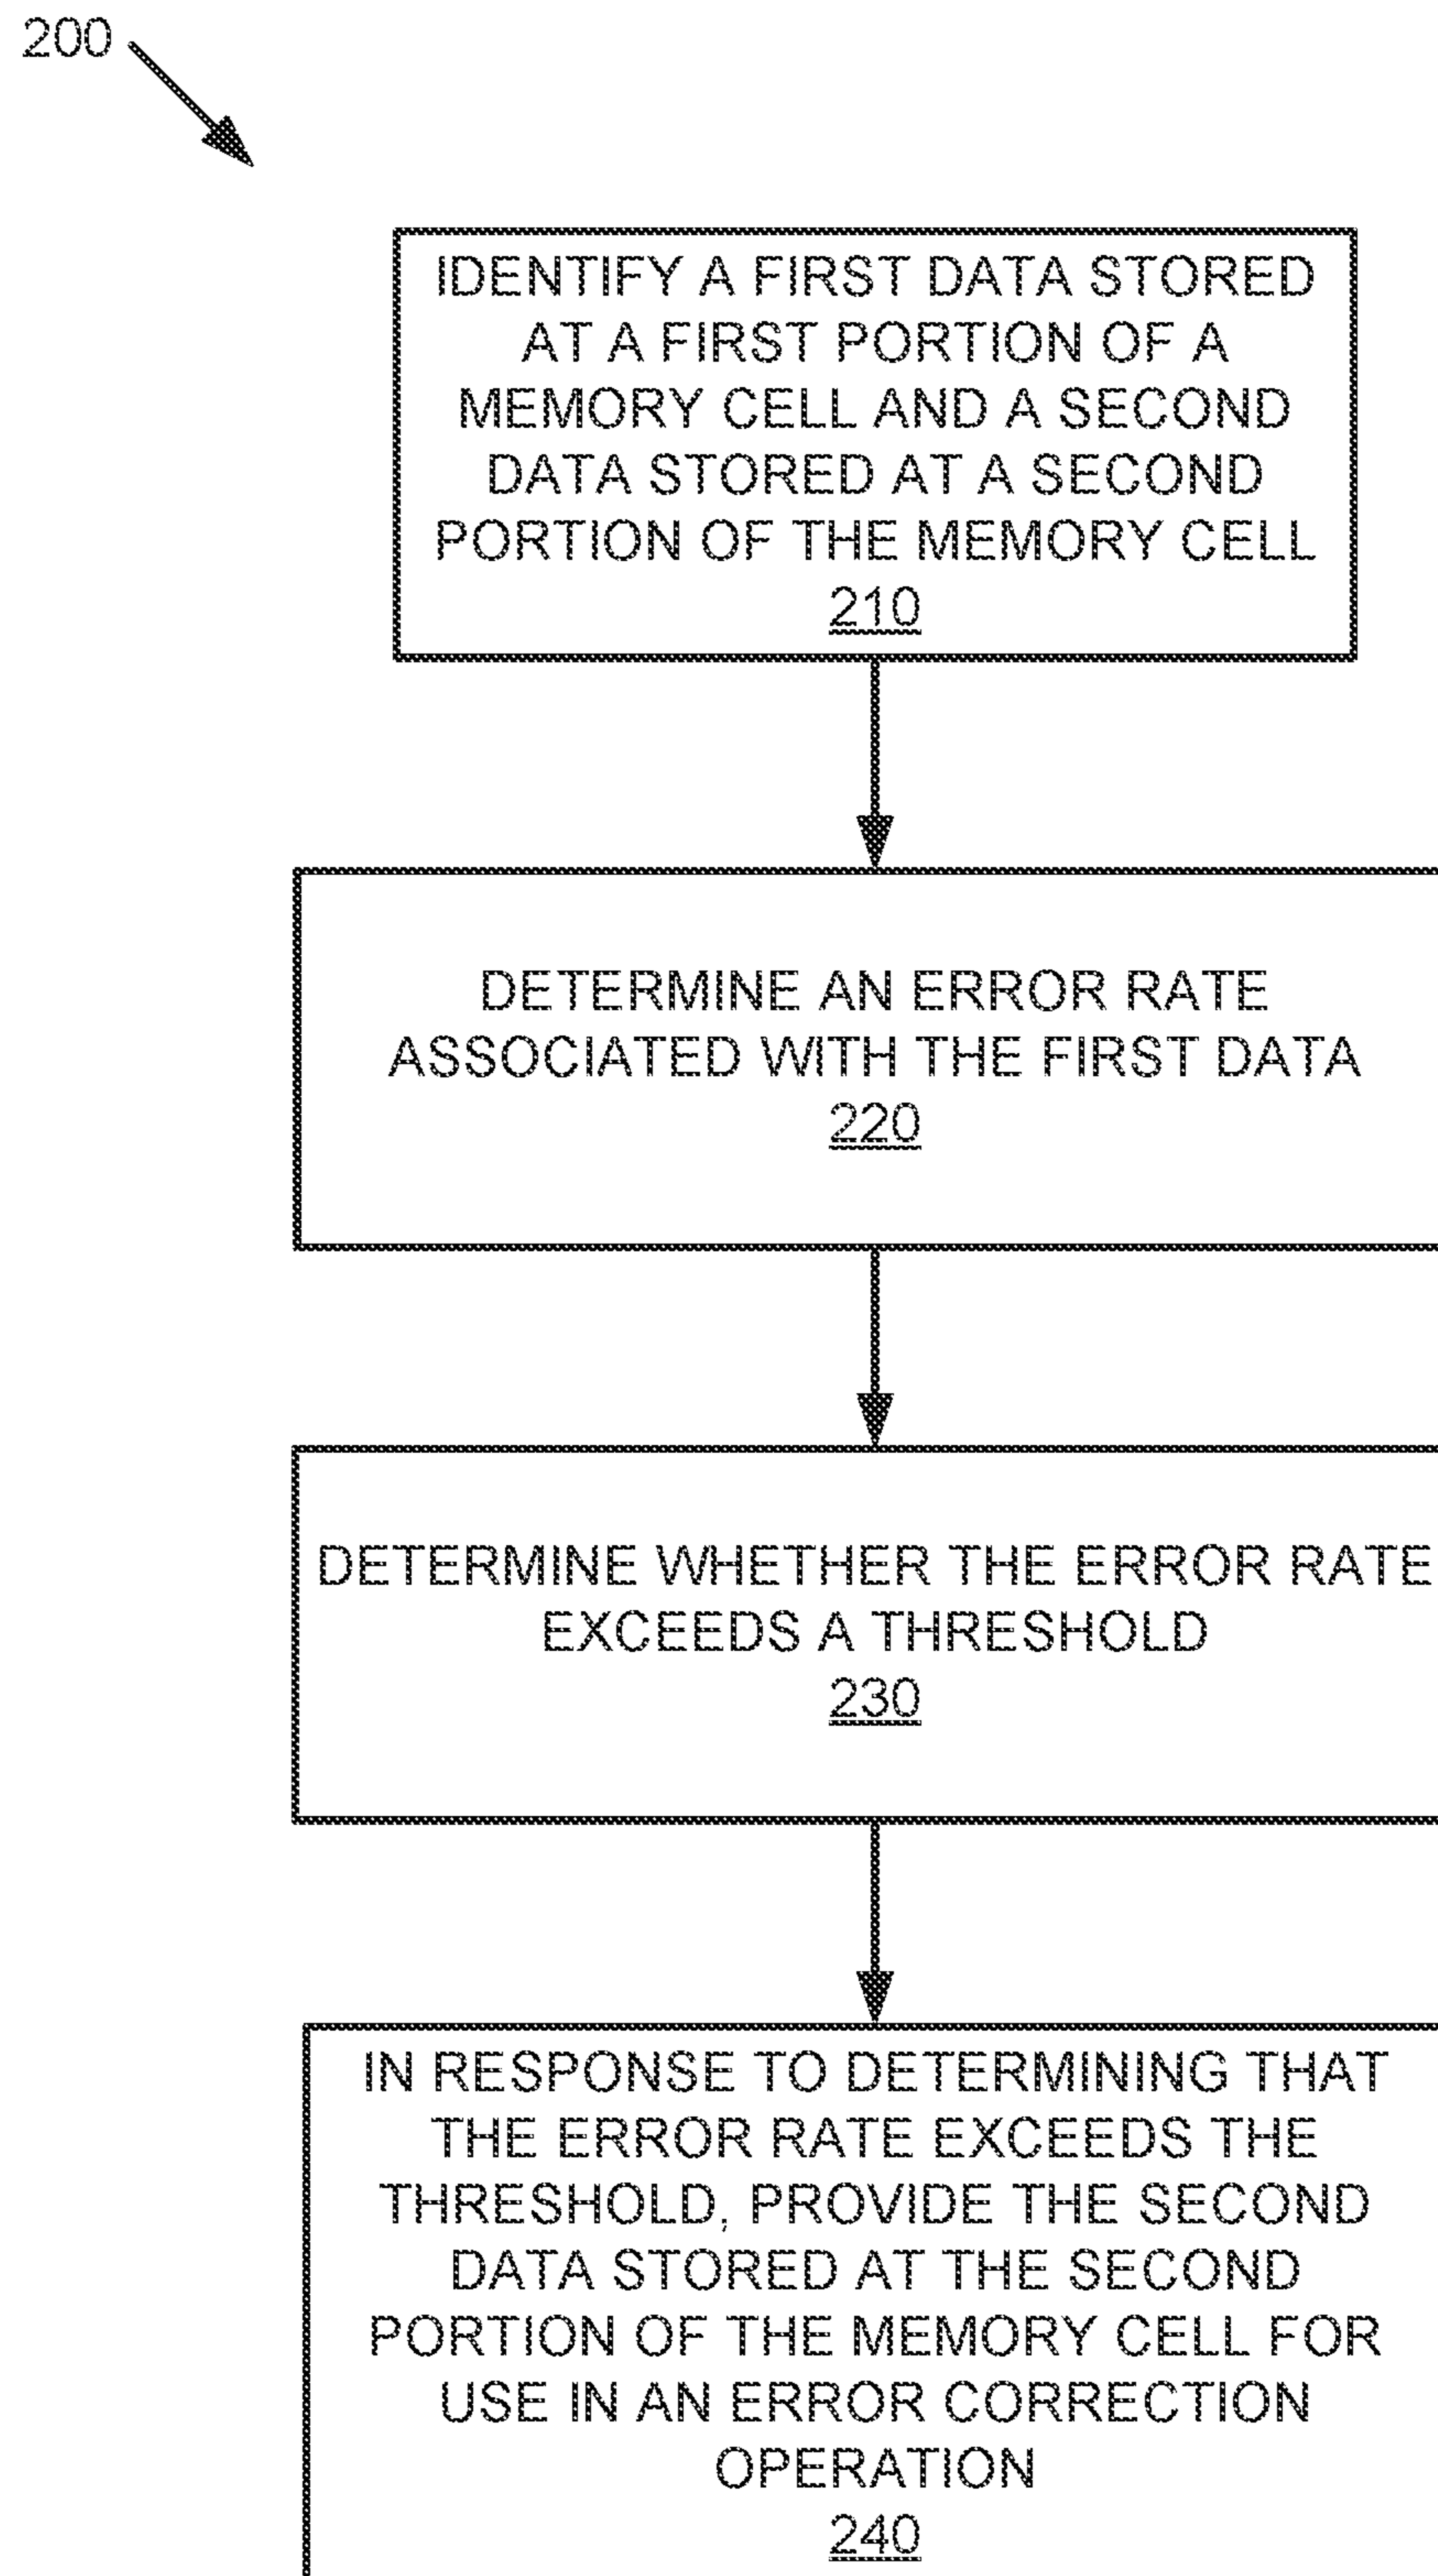 200
IDENTIFY A FIRST DATA STORED
AT A FIRST PORTION OF A
MEMORY CELL AND A SECOND
DATA STORED AT A SECOND
PORTION OF THE MEMORY CELL
210
DETERMINE AN ERROR RATE
ASSOCIATED WITH THE FIRST DATA
220
DETERMINE WHETHER THE ERROR RATE
EXCEEDS A THRESHOLD
230
IN RESPONSE TO DETERMINING THAT
THE ERROR RATE EXCEEDS THE
THRESHOLD, PROVIDE THE SECOND
DATA STORED AT THE SECOND
PORTION OF THE MEMORY CELL FOR
USE IN AN ERROR CORRECTION
OPERATION
240